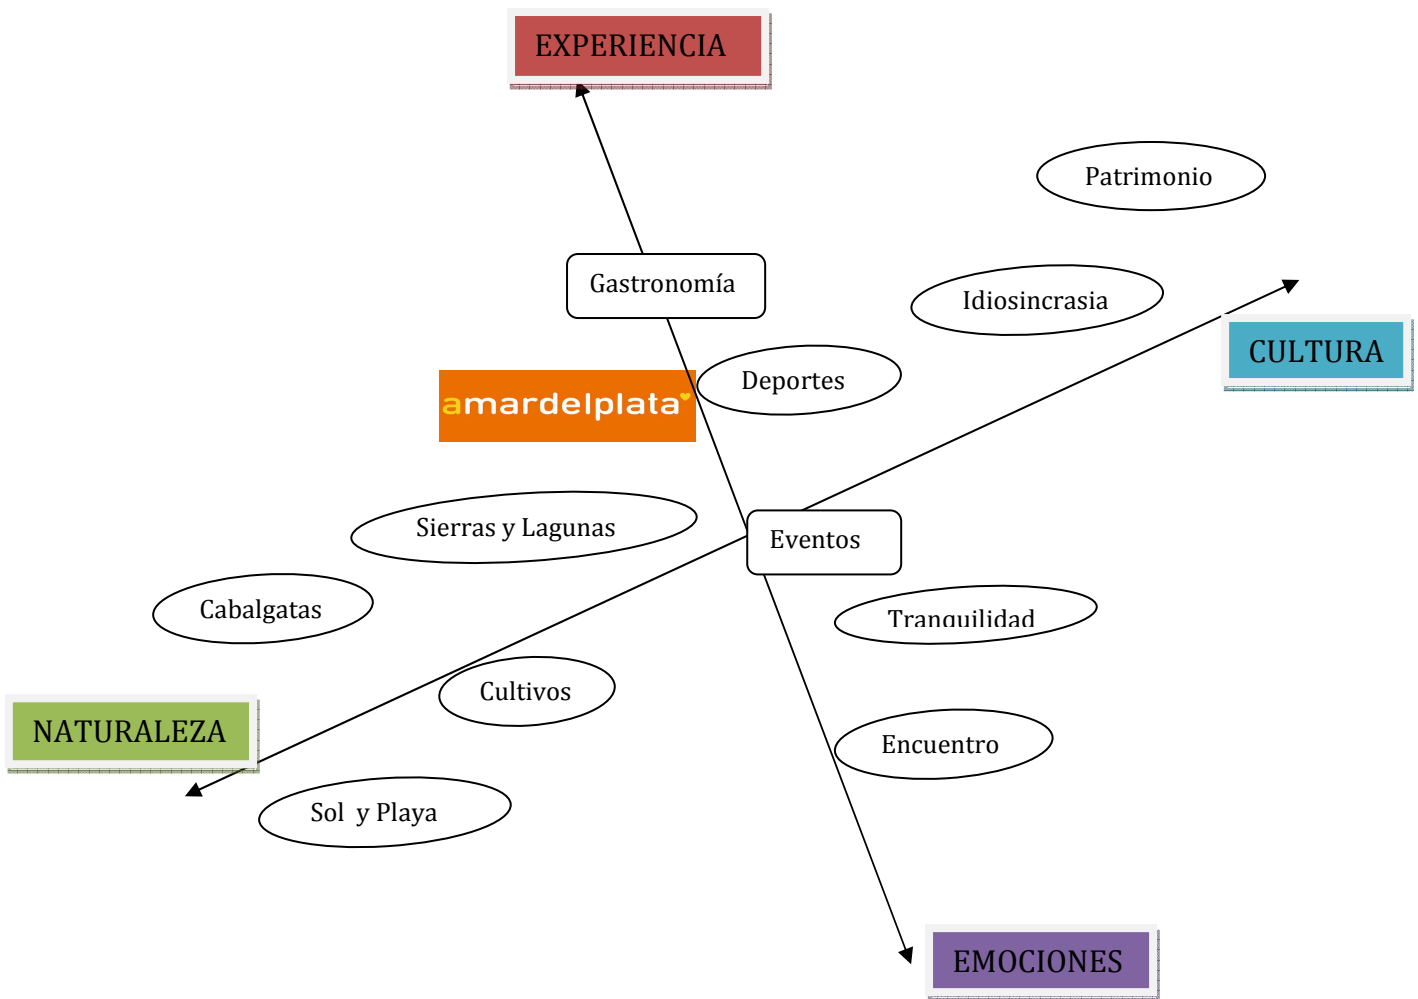 EXPERIENCIA
Patrimonio
Gastronomía
Idiosincrasia
CULTURA
Deportes
amardelplata
Sierras y Lagunas
Eventos
Cabalgatas
Tranquilidad
Cultivos
NATURALEZA
Encuentro
Sol y Playa
EMOCIONES